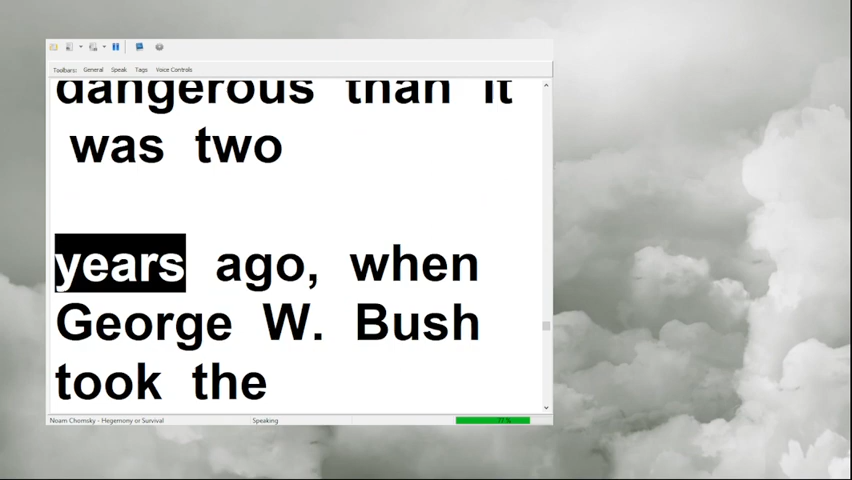 Toolbars: General Speak Tags Voice Controls
dangerous than it
was two
years ago, when
George W. Bush
took the
Noam Chomsky - Hegemony or Survival Speaking 77 %